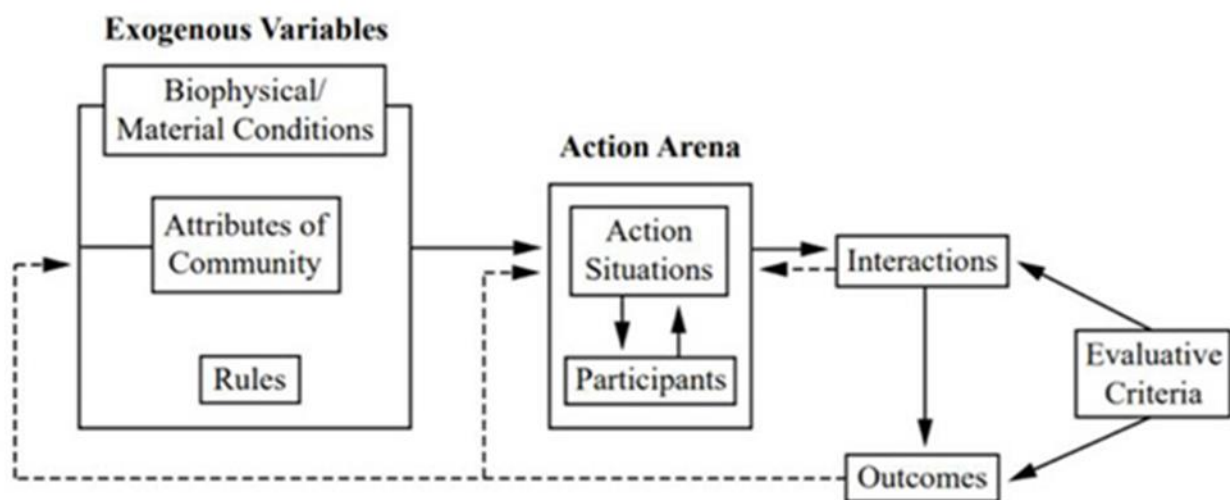 Exogenous Variables
Biophysical/
Material Conditions
Attributes of
Community
Rules
Action Arena
Action
Situations
Participants
Interactions
Outcomes
Evaluative
Criteria